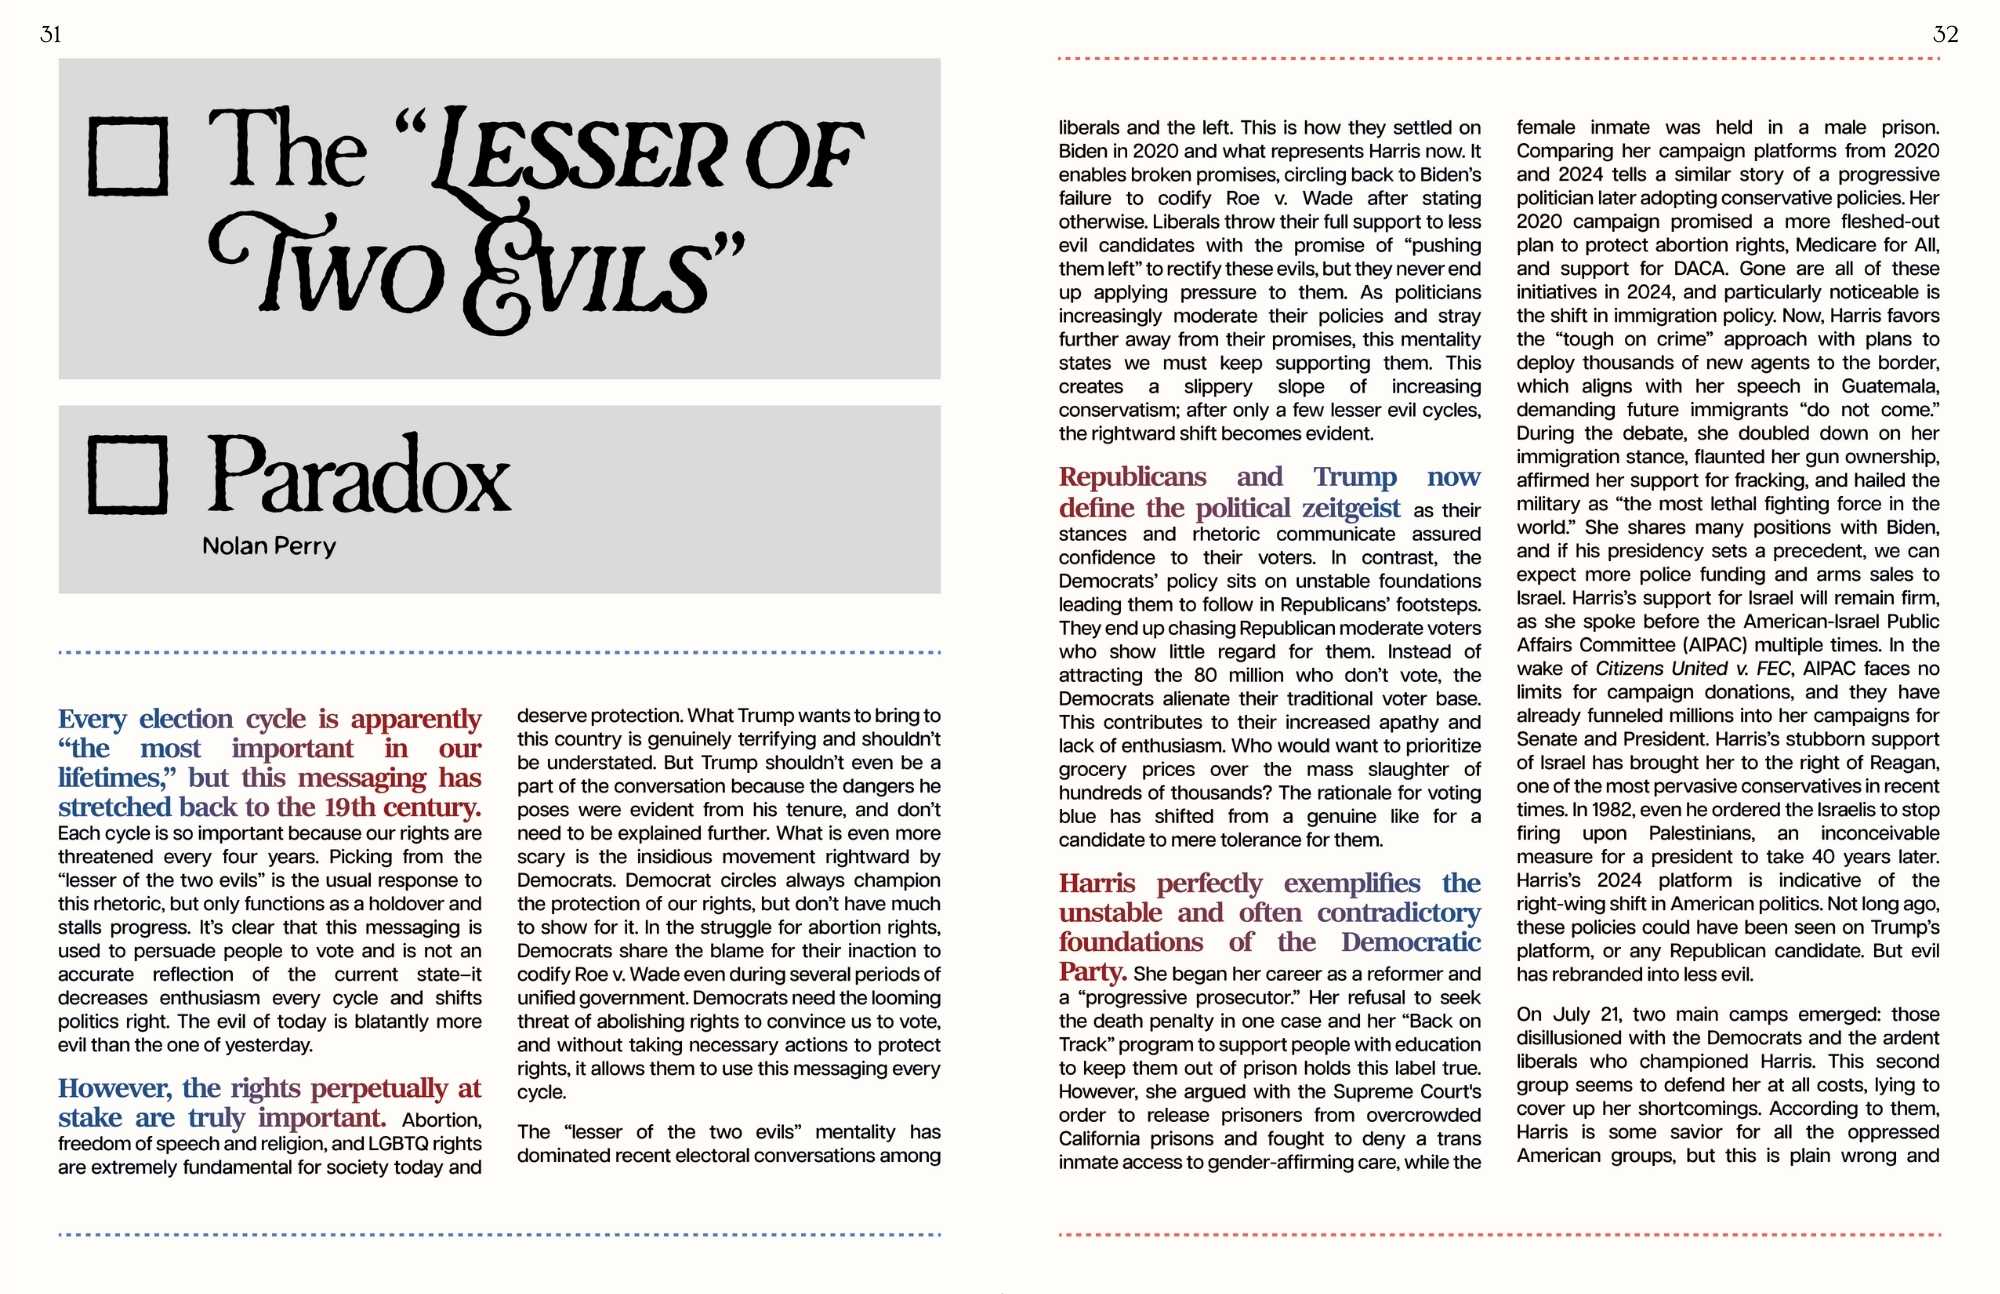 31
The “LESSER OF
TWO EVILS”
Paradox
Nolan Perry
Every election cycle is apparently
“the most important in our
lifetimes,” but this messaging has
stretched back to the 19th century.
Each cycle is so important because our rights are
threatened every four years. Picking from the
“lesser of the two evils” is the usual response to
this rhetoric, but only functions as a holdover and
stalls progress. It’s clear that this messaging is
used to persuade people to vote and is not an
accurate reflection of the current state–it
decreases enthusiasm every cycle and shifts
politics right. The evil of today is blatantly more
evil than the one of yesterday.
However, the rights perpetually at
stake are truly important. Abortion,
freedom of speech and religion, and LGBTQ rights
are extremely fundamental for society today and
deserve protection. What Trump wants to bring to
this country is genuinely terrifying and shouldn’t
be understated. But Trump shouldn’t even be a
part of the conversation because the dangers he
poses were evident from his tenure, and don’t
need to be explained further. What is even more
scary is the insidious movement rightward by
Democrats. Democrat circles always champion
the protection of our rights, but don’t have much
to show for it. In the struggle for abortion rights,
Democrats share the blame for their inaction to
codify Roe v. Wade even during several periods of
unified government. Democrats need the looming
threat of abolishing rights to convince us to vote,
and without taking necessary actions to protect
rights, it allows them to use this messaging every
cycle.
The “lesser of the two evils” mentality has
dominated recent electoral conversations among
32
liberals and the left. This is how they settled on
Biden in 2020 and what represents Harris now. It
enables broken promises, circling back to Biden’s
failure to codify Roe v. Wade after stating
otherwise. Liberals throw their full support to less
evil candidates with the promise of “pushing
them left” to rectify these evils, but they never end
up applying pressure to them. As politicians
increasingly moderate their policies and stray
further away from their promises, this mentality
states we must keep supporting them. This
creates a slippery slope of increasing
conservatism; after only a few lesser evil cycles,
the rightward shift becomes evident.
Republicans and Trump now
define the political zeitgeist as their
stances and rhetoric communicate assured
confidence to their voters. In contrast, the
Democrats’ policy sits on unstable foundations
leading them to follow in Republicans’ footsteps.
They end up chasing Republican moderate voters
who show little regard for them. Instead of
attracting the 80 million who don’t vote, the
Democrats alienate their traditional voter base.
This contributes to their increased apathy and
lack of enthusiasm. Who would want to prioritize
grocery prices over the mass slaughter of
hundreds of thousands? The rationale for voting
blue has shifted from a genuine like for a
candidate to mere tolerance for them.
Harris perfectly exemplifies the
unstable and often contradictory
foundations of the Democratic
Party. She began her career as a reformer and
a “progressive prosecutor.” Her refusal to seek
the death penalty in one case and her “Back on
Track” program to support people with education
to keep them out of prison holds this label true.
However, she argued with the Supreme Court's
order to release prisoners from overcrowded
California prisons and fought to deny a trans
inmate access to gender-affirming care, while the
female inmate was held in a male prison.
Comparing her campaign platforms from 2020
and 2024 tells a similar story of a progressive
politician later adopting conservative policies. Her
2020 campaign promised a more fleshed-out
plan to protect abortion rights, Medicare for All,
and support for DACA. Gone are all of these
initiatives in 2024, and particularly noticeable is
the shift in immigration policy. Now, Harris favors
the “tough on crime” approach with plans to
deploy thousands of new agents to the border,
which aligns with her speech in Guatemala,
demanding future immigrants “do not come.”
During the debate, she doubled down on her
immigration stance, flaunted her gun ownership,
affirmed her support for fracking, and hailed the
military as “the most lethal fighting force in the
world.” She shares many positions with Biden,
and if his presidency sets a precedent, we can
expect more police funding and arms sales to
Israel. Harris’s support for Israel will remain firm,
as she spoke before the American-Israel Public
Affairs Committee (AIPAC) multiple times. In the
wake of Citizens United v. FEC, AIPAC faces no
limits for campaign donations, and they have
already funneled millions into her campaigns for
Senate and President. Harris’s stubborn support
of Israel has brought her to the right of Reagan,
one of the most pervasive conservatives in recent
times. In 1982, even he ordered the Israelis to stop
firing upon Palestinians, an inconceivable
measure for a president to take 40 years later.
Harris’s 2024 platform is indicative of the
right-wing shift in American politics. Not long ago,
these policies could have been seen on Trump’s
platform, or any Republican candidate. But evil
has rebranded into less evil.
On July 21, two main camps emerged: those
disillusioned with the Democrats and the ardent
liberals who championed Harris. This second
group seems to defend her at all costs, lying to
cover up her shortcomings. According to them,
Harris is some savior for all the oppressed
American groups, but this is plain wrong and